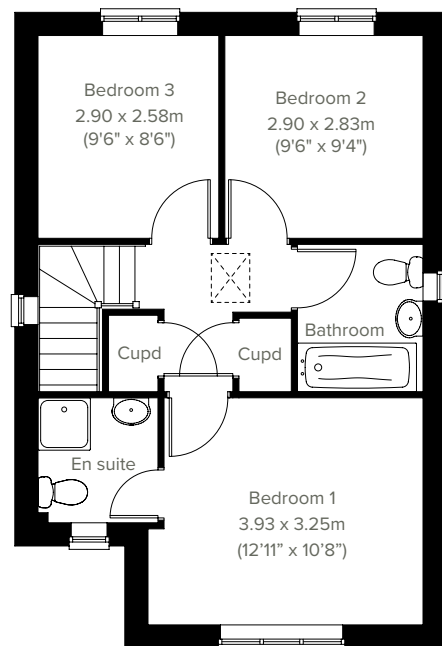 Bedroom 3
2.90 x 2.58m
(9'6" x 8'6")
Bedroom 2
2.90 x 2.83m
(9'6" x 9'4")
Bathroom
Cupd
Cupd
En suite
Bedroom 1
3.93 x 3.25m
(12’11” x 10’8”)